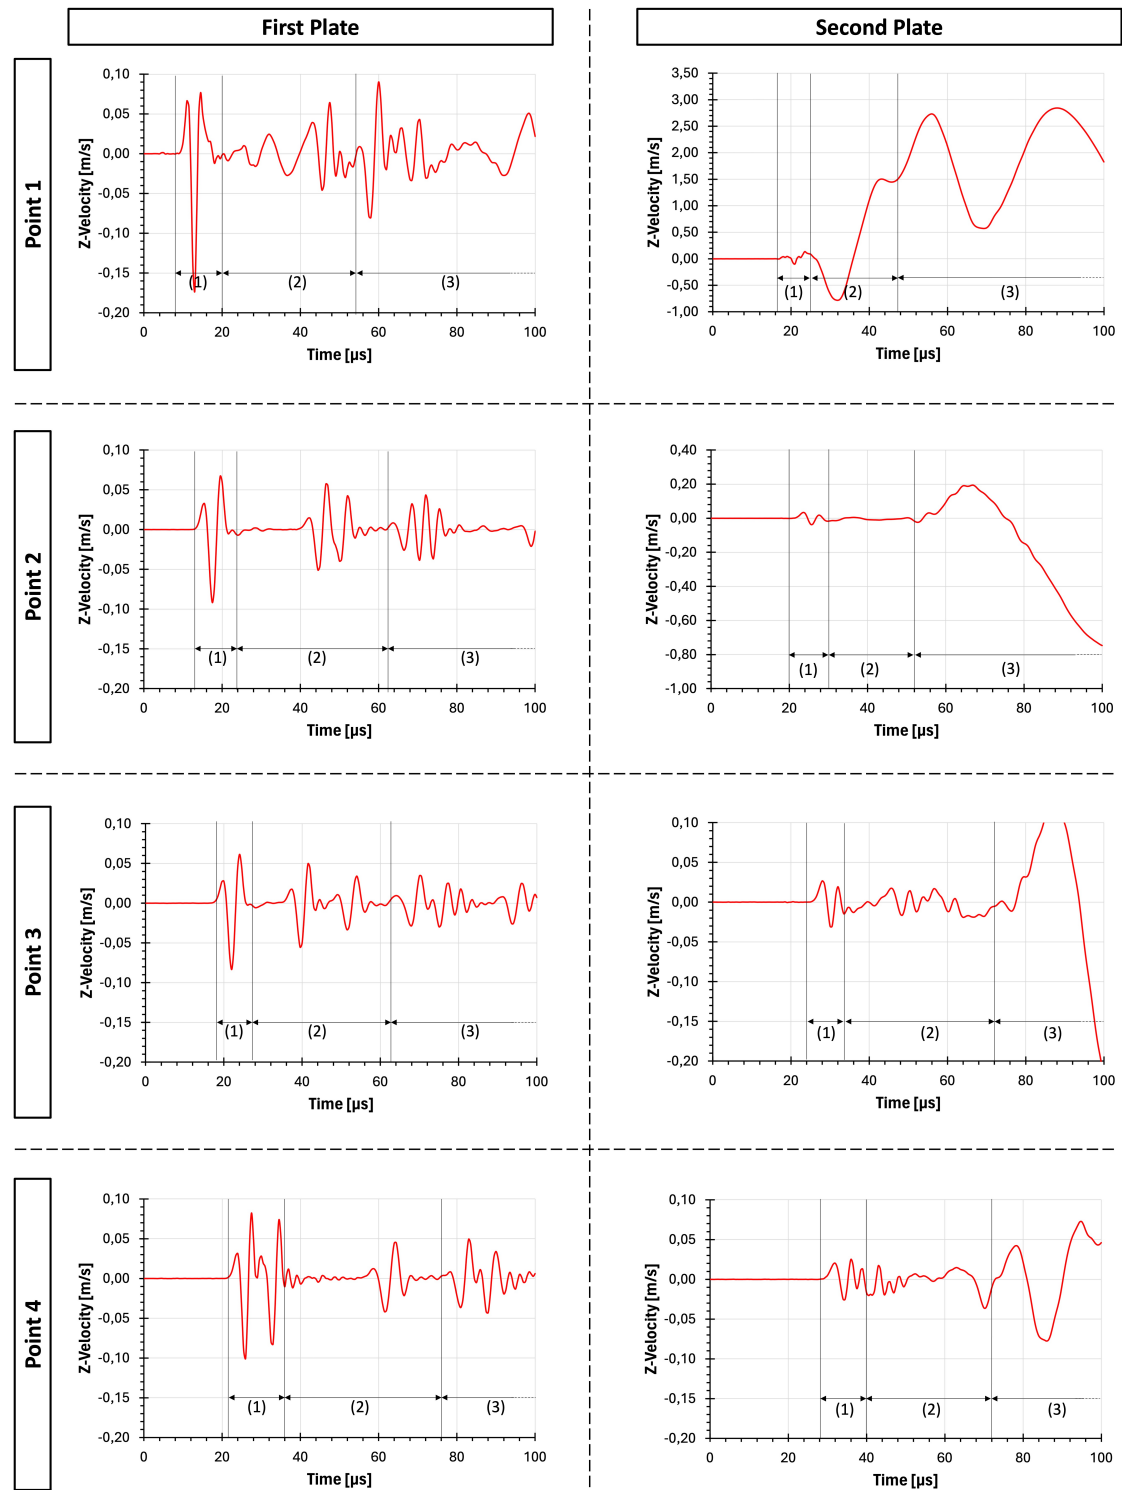 First Plate
Second Plate
Point 1
Z-Velocity [m/s]
0,10
0,05
0,00
-0,05
-0,10
-0,15
-0,20
(1)
(2)
(3)
0 20 40 60 80 100
Time [µs]
Z-Velocity [m/s]
3,50
3,00
2,50
2,00
1,50
1,00
0,50
0,00
-0,50
-1,00
(1)
(2)
(3)
0 20 40 60 80 100
Time [µs]
Point 2
Z-Velocity [m/s]
0,10
0,05
0,00
-0,05
-0,10
-0,15
-0,20
(1)
(2)
(3)
0 20 40 60 80 100
Time [µs]
Z-Velocity [m/s]
0,40
0,20
0,00
-0,20
-0,40
-0,60
-0,80
-1,00
(1)
(2)
(3)
0 20 40 60 80 100
Time [µs]
Point 3
Z-Velocity [m/s]
0,10
0,05
0,00
-0,05
-0,10
-0,15
-0,20
(1)
(2)
(3)
0 20 40 60 80 100
Time [µs]
Z-Velocity [m/s]
0,10
0,05
0,00
-0,05
-0,10
-0,15
-0,20
(1)
(2)
(3)
0 20 40 60 80 100
Time [µs]
Point 4
Z-Velocity [m/s]
0,10
0,05
0,00
-0,05
-0,10
-0,15
-0,20
(1)
(2)
(3)
0 20 40 60 80 100
Time [µs]
Z-Velocity [m/s]
0,10
0,05
0,00
-0,05
-0,10
-0,15
-0,20
(1)
(2)
(3)
0 20 40 60 80 100
Time [µs]